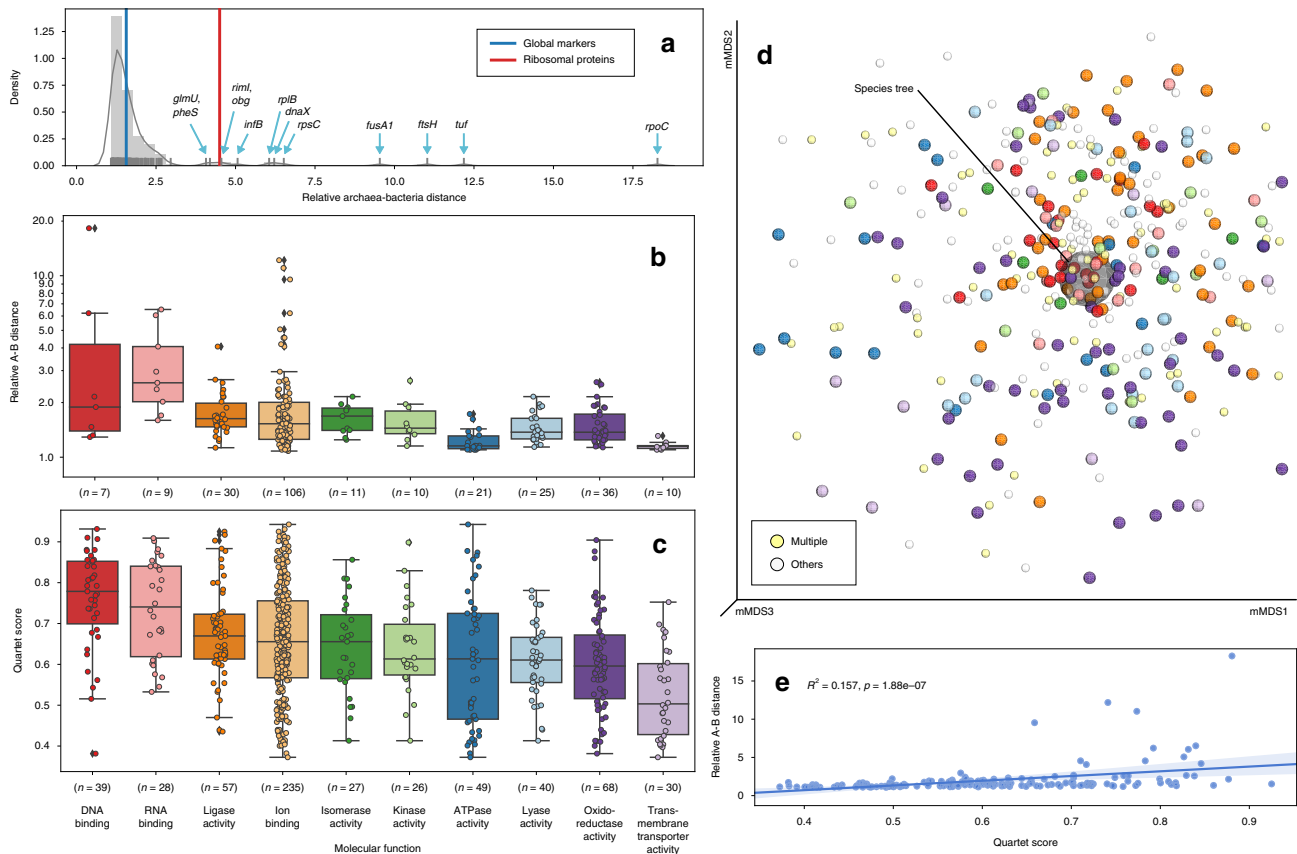 a
Global markers
Ribosomal proteins
Density
1.25
1.00
0.75
0.50
0.25
0.00
glmU,
pheS
rimI,
obg
infB
rplB
dnaX
rpsC
fusA1
ftsH
tuf
rpoC
0.0 2.5 5.0 7.5 10.0 12.5 15.0 17.5
Relative archaea-bacteria distance
b
Relative A-B distance
20.0
10.0
9.0
8.0
7.0
6.0
5.0
4.0
3.0
2.0
1.0
(n = 7) (n = 9) (n = 30) (n = 106) (n = 11) (n = 10) (n = 21) (n = 25) (n = 36) (n = 10)
c
Quartet score
0.9
0.8
0.7
0.6
0.5
0.4
(n = 39) (n = 28) (n = 57) (n = 235) (n = 27) (n = 26) (n = 49) (n = 40) (n = 68) (n = 30)
DNA
binding
RNA
binding
Ligase
activity
Ion
binding
Isomerase
activity
Kinase
activity
ATPase
activity
Lyase
activity
Oxido-
reductase
activity
Trans-
membrane
transporter
activity
Molecular function
d
mMDS2
Species tree
Multiple
Others
mMDS3
mMDS1
e
R² = 0.157, p = 1.88e–07
Relative A-B distance
15
10
5
0
0.4 0.5 0.6 0.7 0.8 0.9
Quartet score